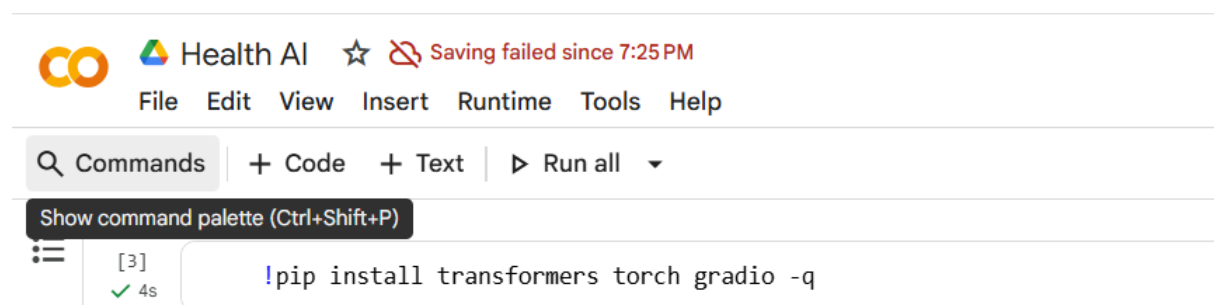 Health AI Saving failed since 7:25 PM
File Edit View Insert Runtime Tools Help
Commands + Code + Text Run all
Show command palette (Ctrl+Shift+P)
[3]
!pip install transformers torch gradio -q
4s